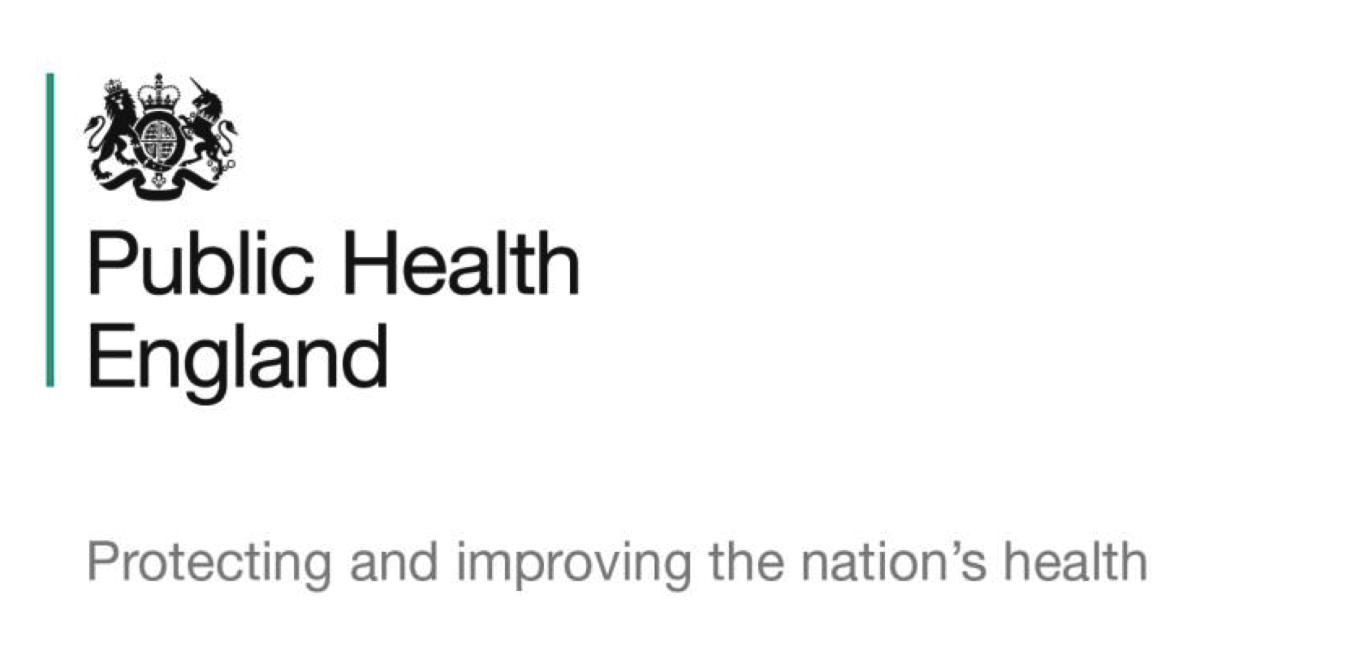 Public Health
England
Protecting and improving the nation’s health